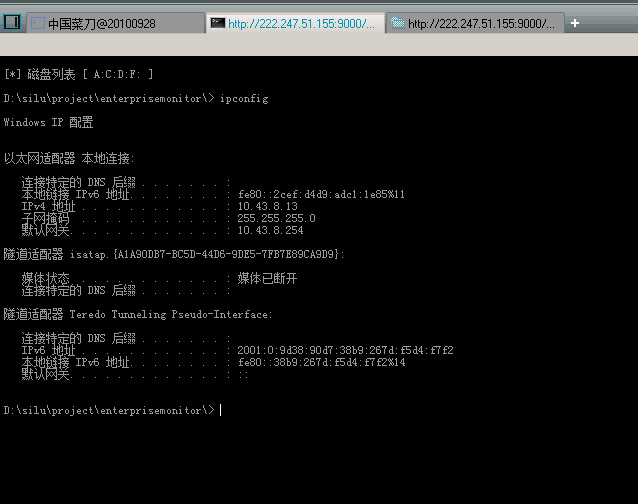 中国菜刀@20100928
http://222.247.51.155:9000/...
http://222.247.51.155:9000/...
[*] 磁盘列表 [ A:C:D:F: ]
D:\silu\project\enterprisemonitor\> ipconfig
Windows IP 配置
以太网适配器 本地连接:
连接特定的 DNS 后缀 . . . . . . . :
本地链接 IPv6 地址. . . . . . . . : fe80::2cef:d4d9:adc1:1e85%11
IPv4 地址 . . . . . . . . . . . . : 10.43.8.13
子网掩码 . . . . . . . . . . . . : 255.255.255.0
默认网关. . . . . . . . . . . . . : 10.43.8.254
隧道适配器 isatap.{A1A90DB7-BC5D-44D6-9DE5-7FB7E89CA9D9}:
媒体状态 . . . . . . . . . . . . : 媒体已断开
连接特定的 DNS 后缀 . . . . . . . :
隧道适配器 Teredo Tunneling Pseudo-Interface:
连接特定的 DNS 后缀 . . . . . . . :
IPv6 地址 . . . . . . . . . . . . : 2001:0:9d38:90d7:38b9:267d:f5d4:f7f2
本地链接 IPv6 地址. . . . . . . . : fe80::38b9:267d:f5d4:f7f2%14
默认网关. . . . . . . . . . . . . : ::
D:\silu\project\enterprisemonitor\>